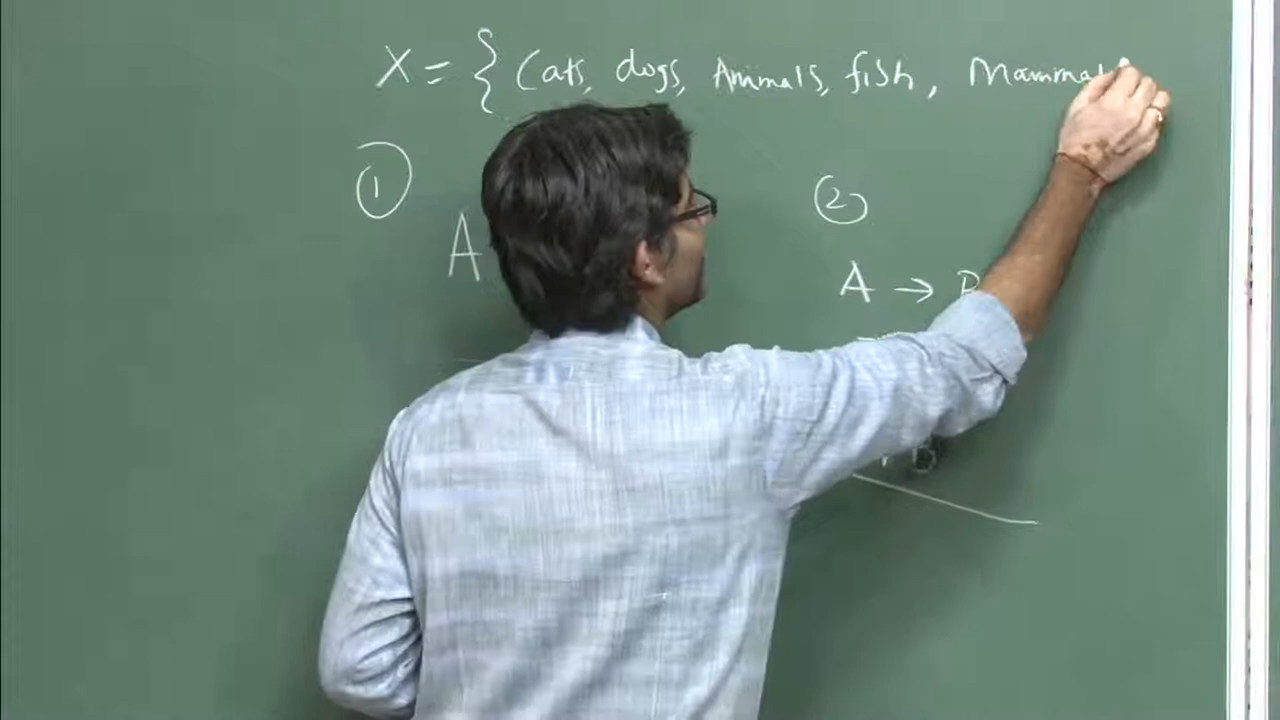 X = { Cats, dogs, Animals, fish, Mammal
① ②
A
A →
B